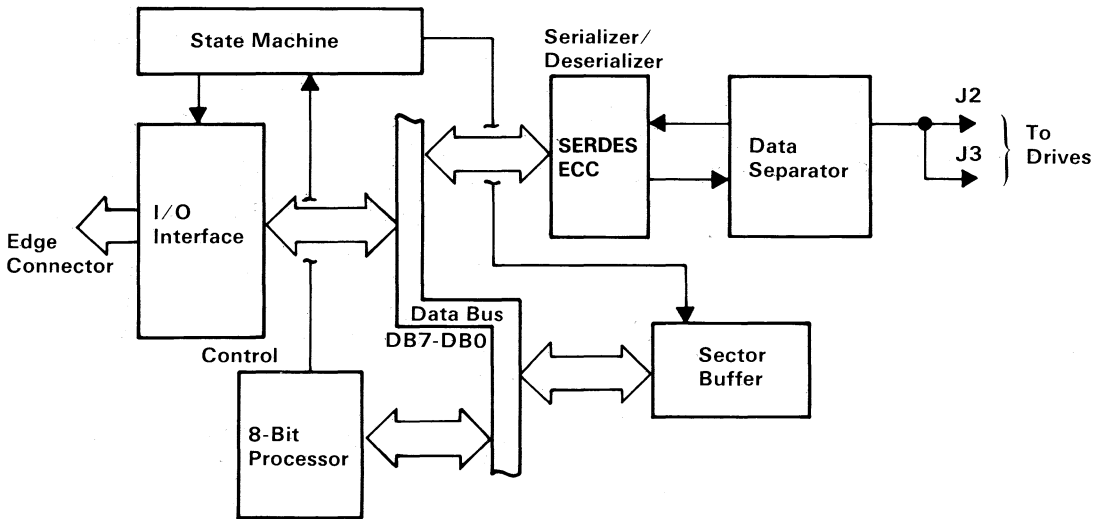 State Machine
Serializer/
Deserializer
SERDES
ECC
Data
Separator
J2
J3
To
Drives
I/O
Interface
Edge
Connector
Data Bus
DB7-DB0
Control
8-Bit
Processor
Sector
Buffer